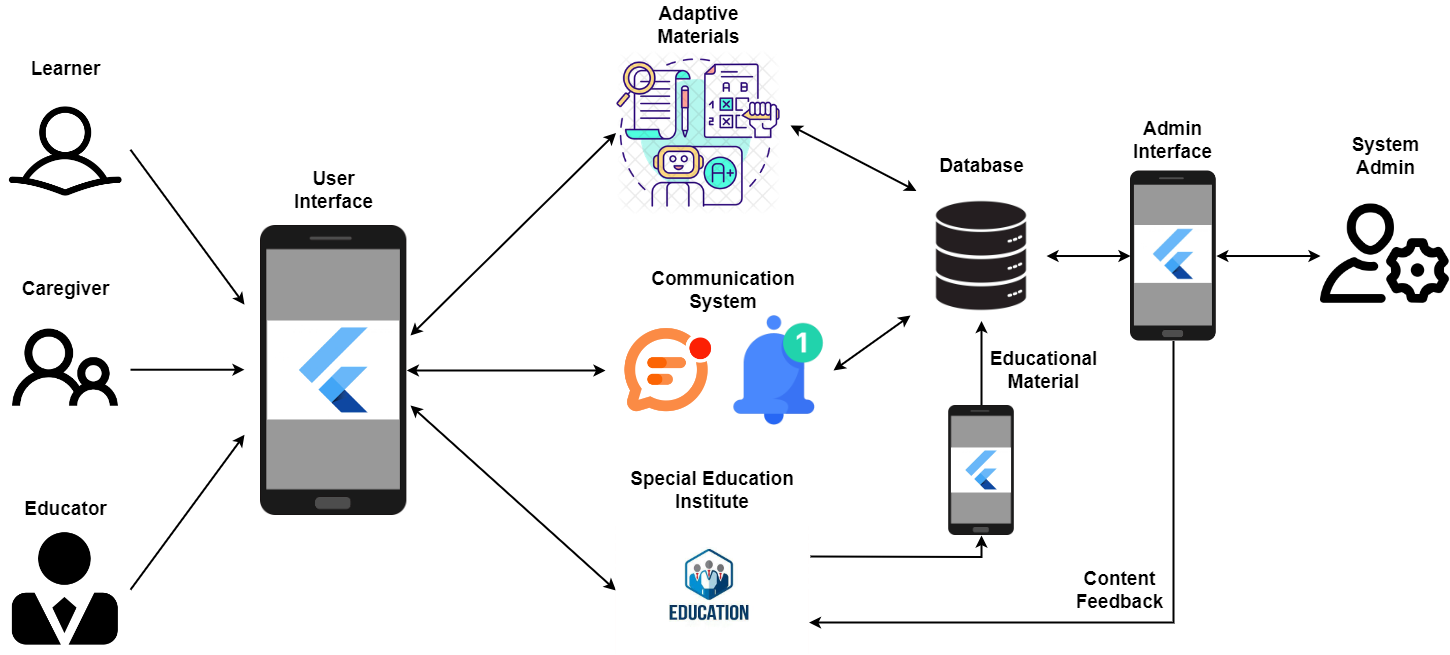 Learner
Caregiver
Educator
User
Interface
Adaptive
Materials
A B
1
2
A+
Communication
System
1
Special Education
Institute
EDUCATION
Database
Educational
Material
Admin
Interface
Content
Feedback
System
Admin